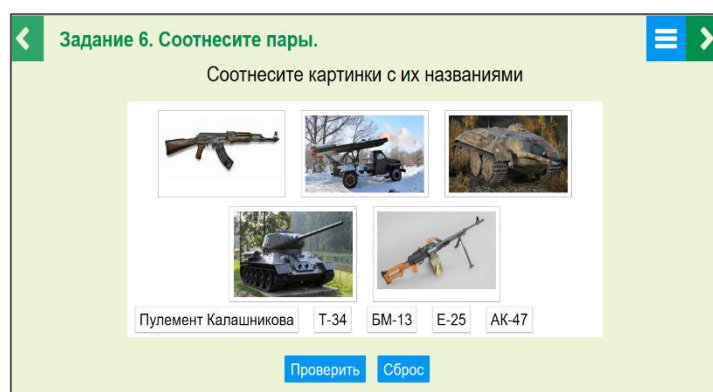 Задание 6. Соотнесите пары.
Соотнесите картинки с их названиями
Пулемент Калашникова Т-34 БМ-13 Е-25 АК-47
Проверить Сброс